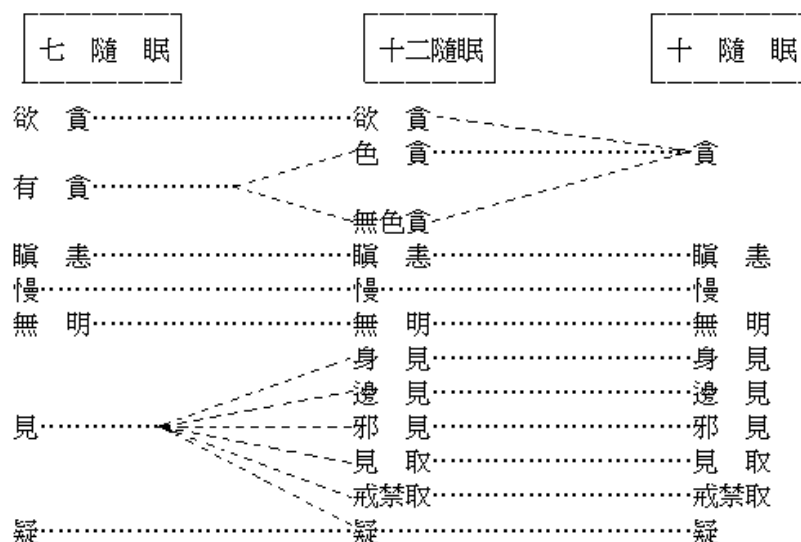 七 隨 眠 十二隨眠 十 隨 眠
欲 貪 欲 貪
色 貪 貪
有 貪
無色貪
瞋 恚 瞋 恚 瞋 恚
慢 慢 慢
無 明 無 明 無 明
身 見 身 見
邊 見 邊 見
見 邪 見 邪 見
見 取 見 取
戒禁取 戒禁取
疑 疑 疑